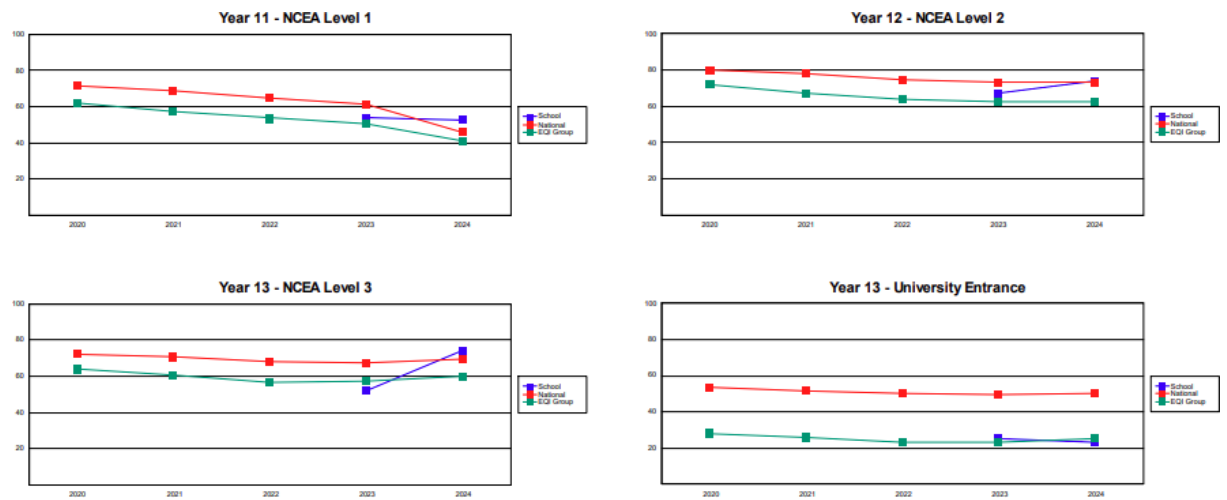 Year 11 - NCEA Level 1
100
80
60
40
20
2020 2021 2022 2023 2024
School
National
EQI Group
Year 12 - NCEA Level 2
100
80
60
40
20
2020 2021 2022 2023 2024
School
National
EQI Group
Year 13 - NCEA Level 3
100
80
60
40
20
2020 2021 2022 2023 2024
School
National
EQI Group
Year 13 - University Entrance
100
80
60
40
20
2020 2021 2022 2023 2024
School
National
EQI Group